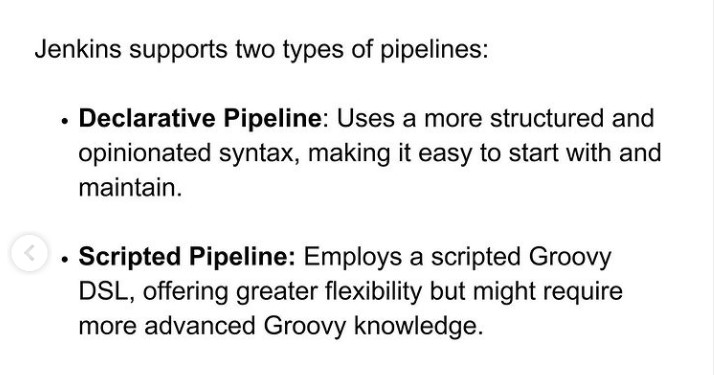 Jenkins supports two types of pipelines:
• Declarative Pipeline: Uses a more structured and
opinionated syntax, making it easy to start with and
maintain.
• Scripted Pipeline: Employs a scripted Groovy
DSL, offering greater flexibility but might require
more advanced Groovy knowledge.